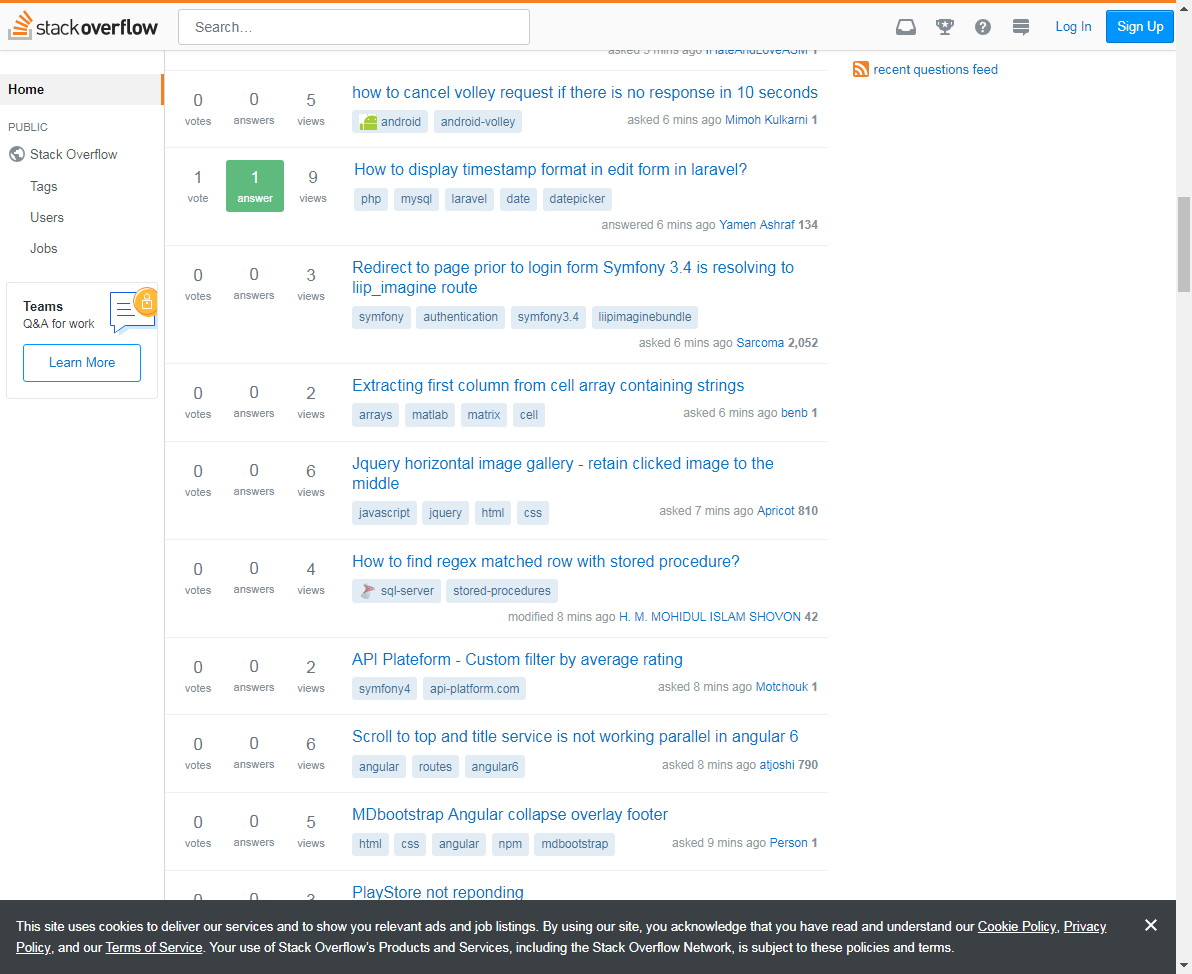 stackoverflow
Search…
Log In
Sign Up
Home
PUBLIC
Stack Overflow
Tags
Users
Jobs
Teams
Q&A for work
Learn More
asked 5 mins ago IHateAndLoveASM 1
0 votes 0 answers 5 views
how to cancel volley request if there is no response in 10 seconds
android android-volley
asked 6 mins ago Mimoh Kulkarni 1
1 vote 1 answer 9 views
How to display timestamp format in edit form in laravel?
php mysql laravel date datepicker
answered 6 mins ago Yamen Ashraf 134
0 votes 0 answers 3 views
Redirect to page prior to login form Symfony 3.4 is resolving to
liip_imagine route
symfony authentication symfony3.4 liipimaginebundle
asked 6 mins ago Sarcoma 2,052
0 votes 0 answers 2 views
Extracting first column from cell array containing strings
arrays matlab matrix cell
asked 6 mins ago benb 1
0 votes 0 answers 6 views
Jquery horizontal image gallery - retain clicked image to the
middle
javascript jquery html css
asked 7 mins ago Apricot 810
0 votes 0 answers 4 views
How to find regex matched row with stored procedure?
sql-server stored-procedures
modified 8 mins ago H. M. MOHIDUL ISLAM SHOVON 42
0 votes 0 answers 2 views
API Plateform - Custom filter by average rating
symfony4 api-platform.com
asked 8 mins ago Motchouk 1
0 votes 0 answers 6 views
Scroll to top and title service is not working parallel in angular 6
angular routes angular6
asked 8 mins ago atjoshi 790
0 votes 0 answers 5 views
MDbootstrap Angular collapse overlay footer
html css angular npm mdbootstrap
asked 9 mins ago Person 1
PlayStore not reponding
recent questions feed
This site uses cookies to deliver our services and to show you relevant ads and job listings. By using our site, you acknowledge that you have read and understand our Cookie Policy, Privacy
Policy, and our Terms of Service. Your use of Stack Overflow's Products and Services, including the Stack Overflow Network, is subject to these policies and terms.